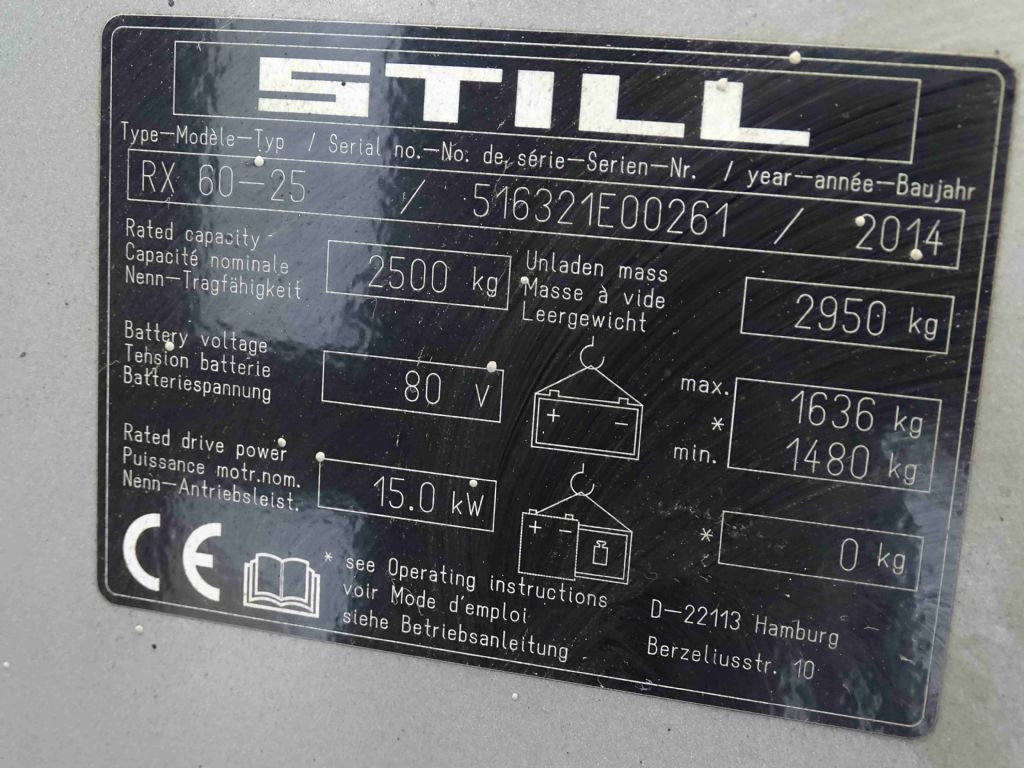 STILL
Type-Modèle-Typ / Serial no.-No. de série-Serien-Nr. / year-année-Baujahr
RX 60-25 / 516321E00261 / 2014
Rated capacity
Capacité nominale
Nenn-Tragfähigkeit
2500 kg
Unladen mass
Masse à vide
Leergewicht
2950 kg
Battery voltage
Tension batterie
Batteriespannung
80 V
+ -
max.
*
min.
1636 kg
1480 kg
Rated drive power
Puissance motr.nom.
Nenn-Antriebsleist.
15.0 kW
+ -
* 0 kg
CE
* see Operating instructions
voir Mode d'emploi
siehe Betriebsanleitung
D-22113 Hamburg
Berzeliusstr. 10